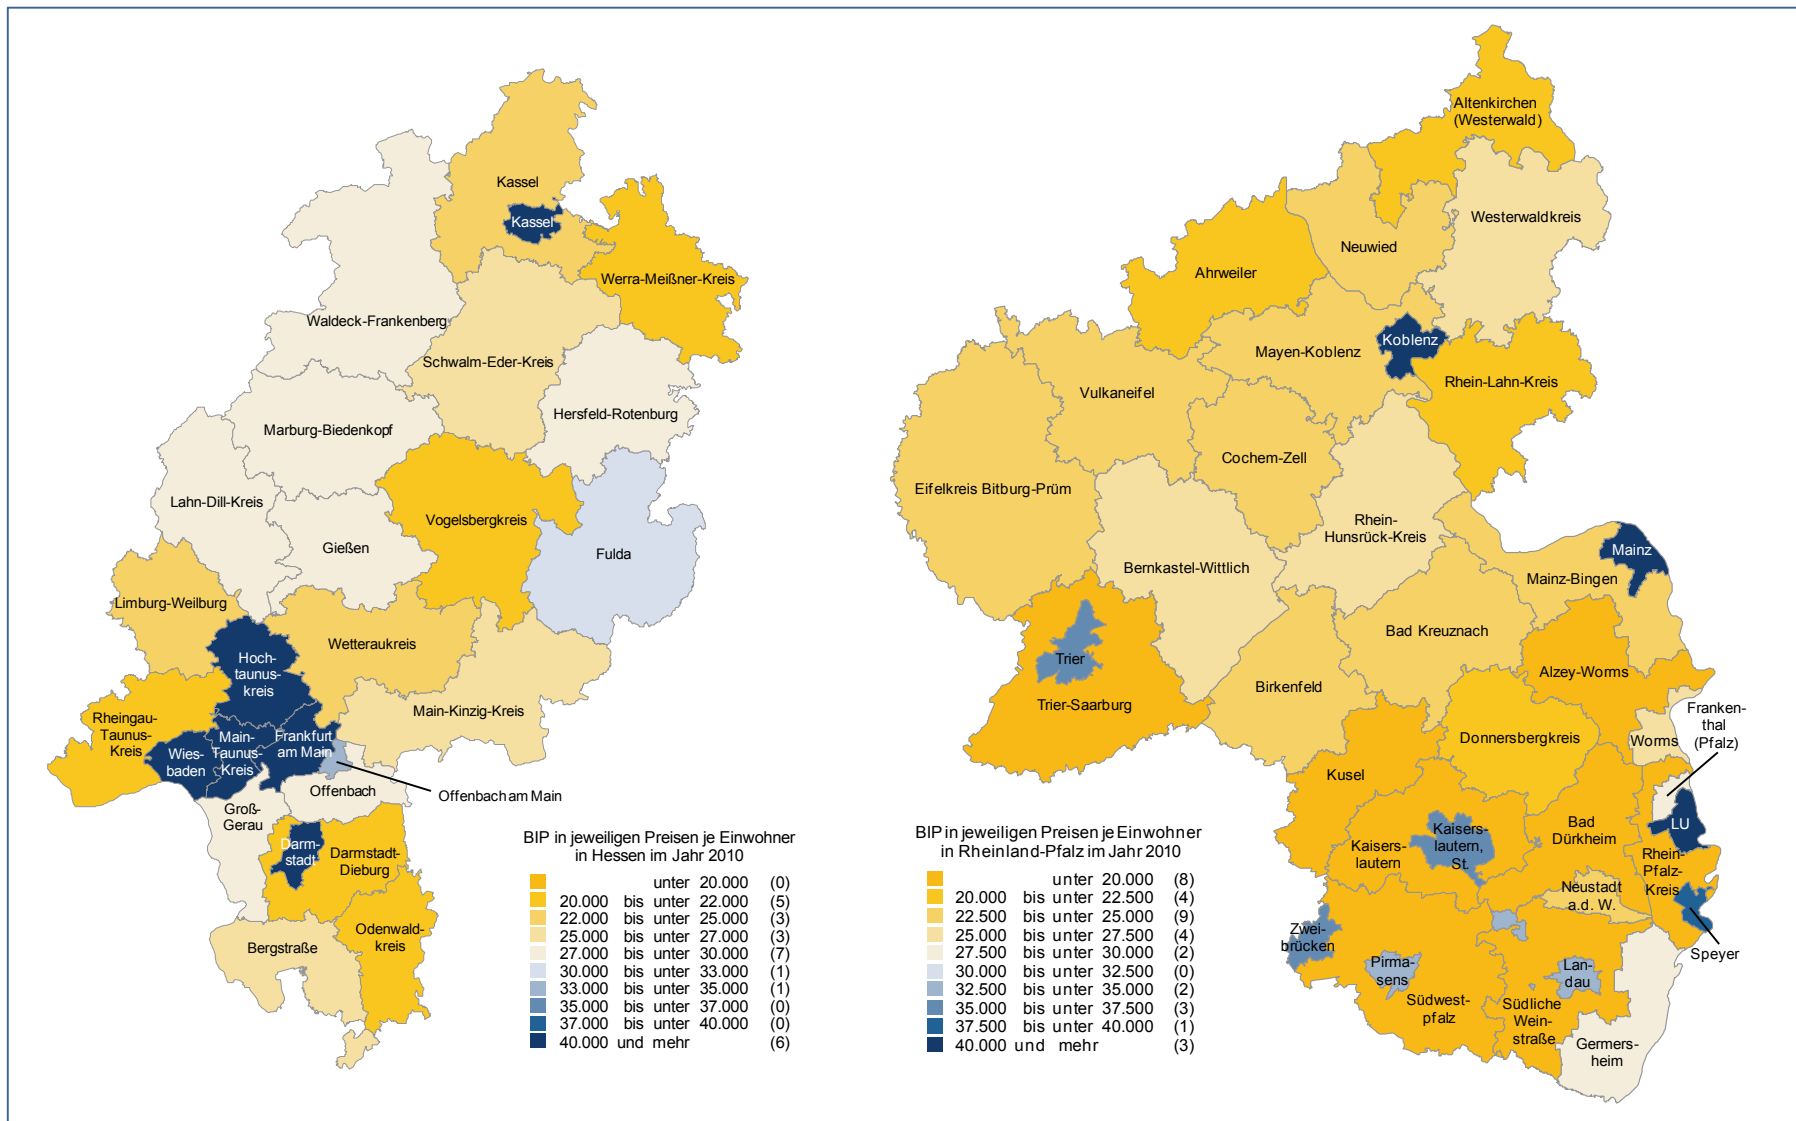 Kassel
Kassel
Werra-Meißner-Kreis
Waldeck-Frankenberg
Schwalm-Eder-Kreis
Hersfeld-Rotenburg
Marburg-Biedenkopf
Lahn-Dill-Kreis
Gießen
Vogelsbergkreis
Fulda
Limburg-Weilburg
Wetteraukreis
Hoch-
taunus-
kreis
Main-Kinzig-Kreis
Rheingau-
Taunus-
Kreis
Wies-
baden
Main-
Taunus-
Kreis
Frankfurt
am Main
Offenbach am Main
Offenbach
Groß-
Gerau
Darm-
stadt
Darmstadt-
Dieburg
Odenwald-
kreis
Bergstraße
BIP in jeweiligen Preisen je Einwohner
in Hessen im Jahr 2010
unter 20.000 (0)
20.000 bis unter 22.000 (5)
22.000 bis unter 25.000 (3)
25.000 bis unter 27.000 (3)
27.000 bis unter 30.000 (7)
30.000 bis unter 33.000 (1)
33.000 bis unter 35.000 (1)
35.000 bis unter 37.000 (0)
37.000 bis unter 40.000 (0)
40.000 und mehr (6)
Altenkirchen
(Westerwald)
Westerwaldkreis
Neuwied
Ahrweiler
Koblenz
Mayen-Koblenz
Rhein-Lahn-Kreis
Vulkaneifel
Cochem-Zell
Eifelkreis Bitburg-Prüm
Rhein-
Hunsrück-Kreis
Bernkastel-Wittlich
Mainz
Mainz-Bingen
Bad Kreuznach
Trier
Trier-Saarburg
Birkenfeld
Alzey-Worms
Donnersbergkreis
Worms
Franken-
thal
(Pfalz)
Kusel
Kaisers-
lautern
Kaisers-
lautern,
St.
Bad
Dürkheim
LU
Rhein-
Pfalz-
Kreis
Neustadt
a.d. W.
Speyer
Zwei-
brücken
Pirma-
sens
Südwest-
pfalz
Lan-
dau
Südliche
Wein-
straße
Germers-
heim
BIP in jeweiligen Preisen je Einwohner
in Rheinland-Pfalz im Jahr 2010
unter 20.000 (8)
20.000 bis unter 22.500 (4)
22.500 bis unter 25.000 (9)
25.000 bis unter 27.500 (4)
27.500 bis unter 30.000 (2)
30.000 bis unter 32.500 (0)
32.500 bis unter 35.000 (2)
35.000 bis unter 37.500 (3)
37.500 bis unter 40.000 (1)
40.000 und mehr (3)